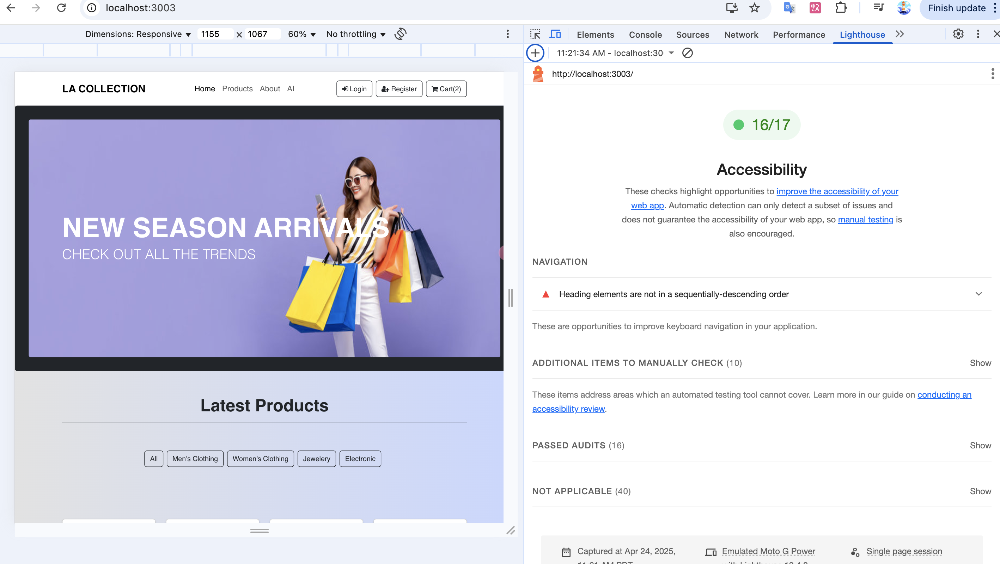 localhost:3003
Finish update
Dimensions: Responsive 1155 x 1067 60% No throttling
Elements Console Sources Network Performance Lighthouse
11:21:34 AM - localhost:30
http://localhost:3003/
LA COLLECTION
Home Products About AI
Login Register Cart(2)
NEW SEASON ARRIVALS
CHECK OUT ALL THE TRENDS
Latest Products
All Men's Clothing Women's Clothing Jewelery Electronic
16/17
Accessibility
These checks highlight opportunities to improve the accessibility of your
web app. Automatic detection can only detect a subset of issues and
does not guarantee the accessibility of your web app, so manual testing is
also encouraged.
NAVIGATION
Heading elements are not in a sequentially-descending order
These are opportunities to improve keyboard navigation in your application.
ADDITIONAL ITEMS TO MANUALLY CHECK (10) Show
These items address areas which an automated testing tool cannot cover. Learn more in our guide on conducting an
accessibility review.
PASSED AUDITS (16) Show
NOT APPLICABLE (40) Show
Captured at Apr 24, 2025, Emulated Moto G Power Single page session